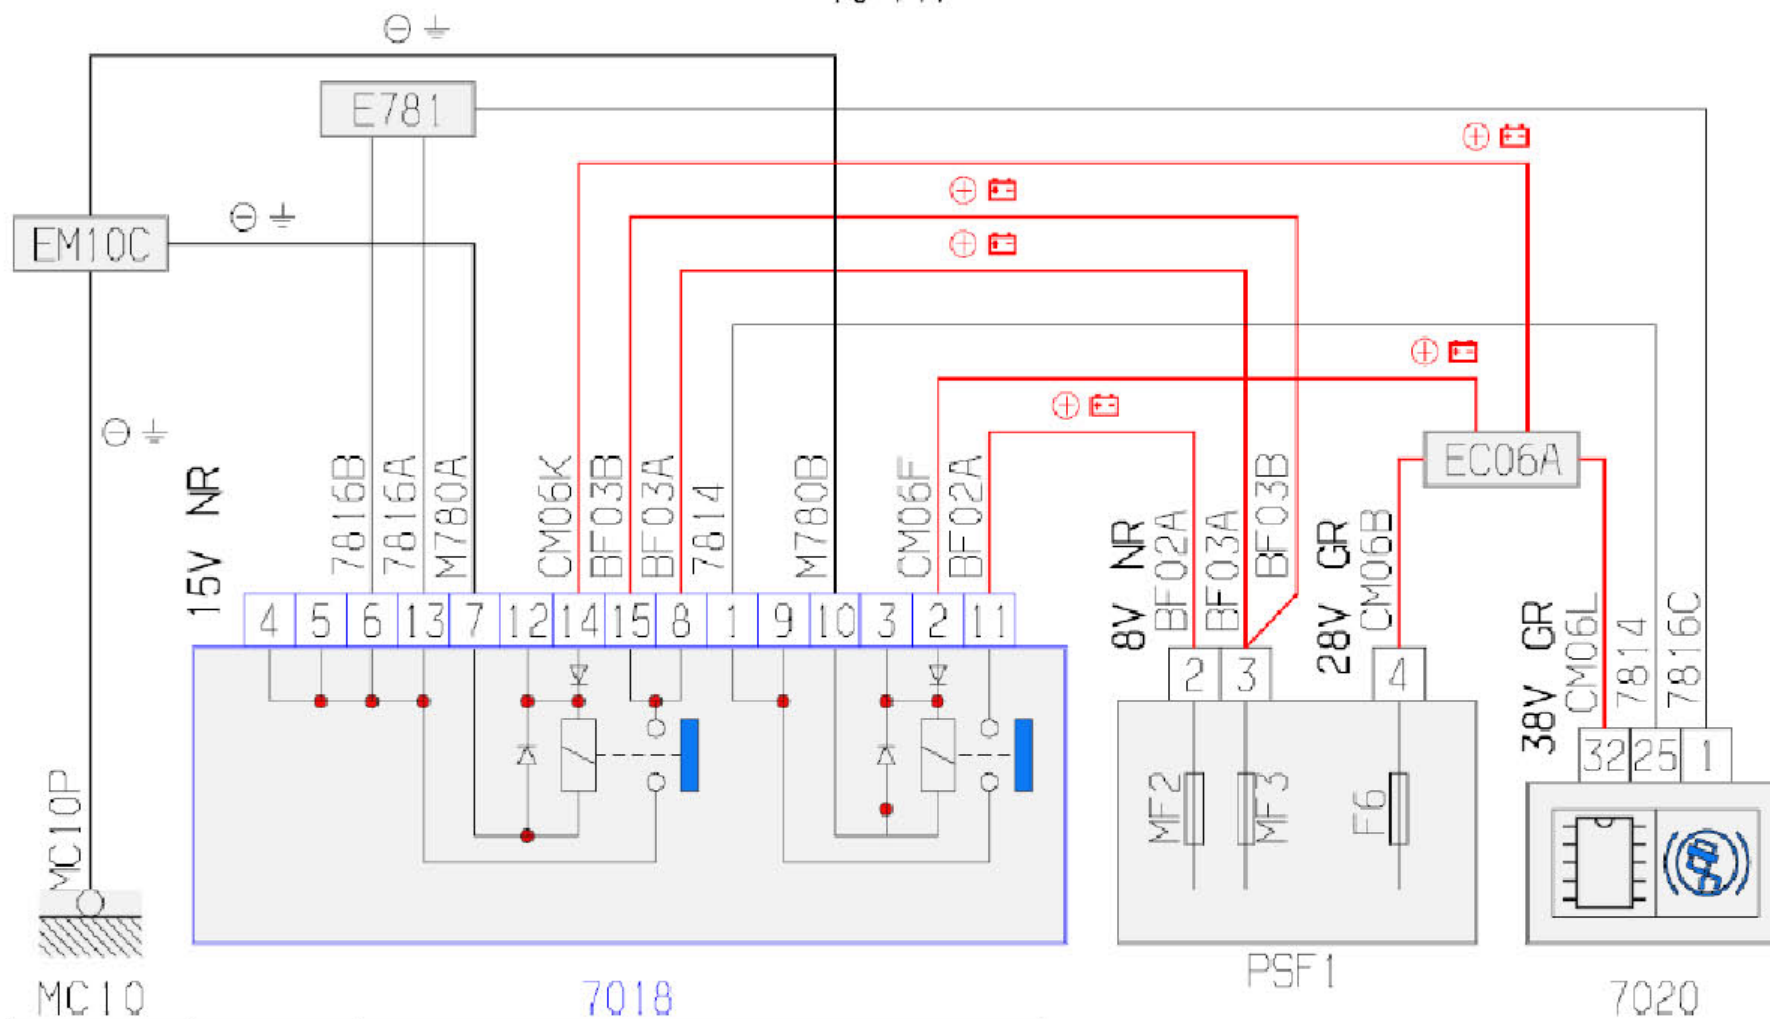 E781
EM10C
15V NR
7816B
7816A
M780A
CM06K
BF03B
BF03A
7814
M780B
CM06F
BF02A
8V NR
BF02A
BF03A
BF03B
28V GR
CM06B
EC06A
38V GR
CM06L
7814
7816C
4 5 6 13 7 12 14 15 8 1 9 10 3 2 11
2 3
4
32 25 1
MF2
MF3
F6
MC10P
MC10
7018
PSF1
7020